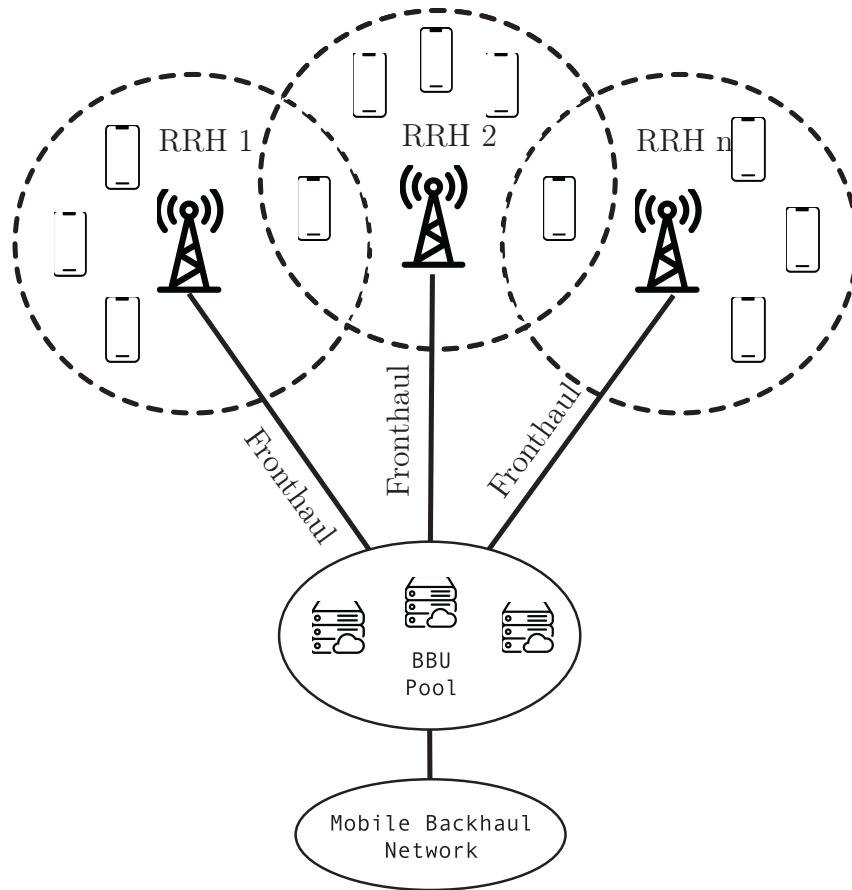 RRH 1
RRH 2
RRH n
Fronthaul
Fronthaul
Fronthaul
BBU
Pool
Mobile Backhaul
Network